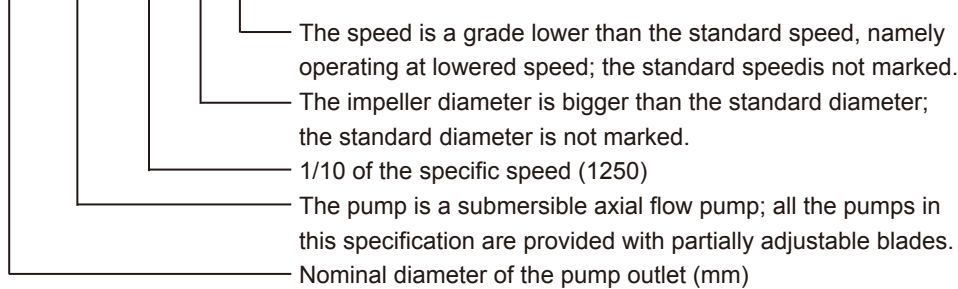 The speed is a grade lower than the standard speed, namely
operating at lowered speed; the standard speedis not marked.
The impeller diameter is bigger than the standard diameter;
the standard diameter is not marked.
1/10 of the specific speed (1250)
The pump is a submersible axial flow pump; all the pumps in
this specification are provided with partially adjustable blades.
Nominal diameter of the pump outlet (mm)